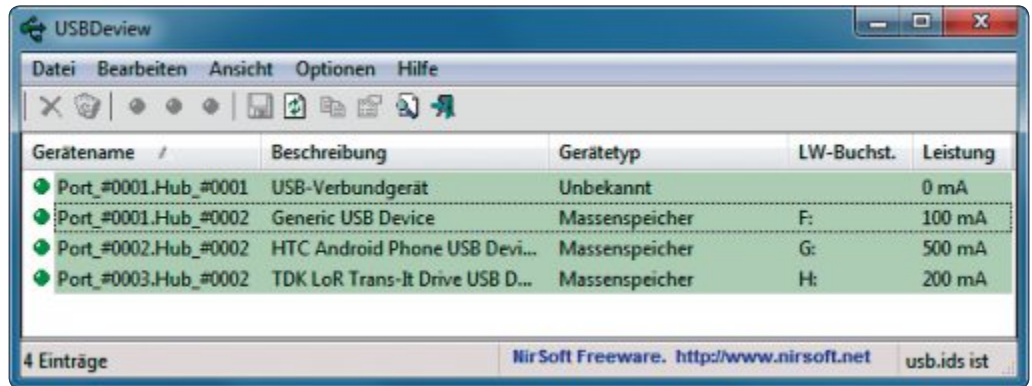 USBDeview
Datei Bearbeiten Ansicht Optionen Hilfe
Gerätename / Beschreibung Gerätetyp LW-Buchst. Leistung
Port_#0001.Hub_#0001 USB-Verbundgerät Unbekannt 0 mA
Port_#0001.Hub_#0002 Generic USB Device Massenspeicher F: 100 mA
Port_#0002.Hub_#0002 HTC Android Phone USB Devi... Massenspeicher G: 500 mA
Port_#0003.Hub_#0002 TDK LoR Trans-It Drive USB D... Massenspeicher H: 200 mA
4 Einträge NirSoft Freeware. http://www.nirsoft.net usb.ids ist